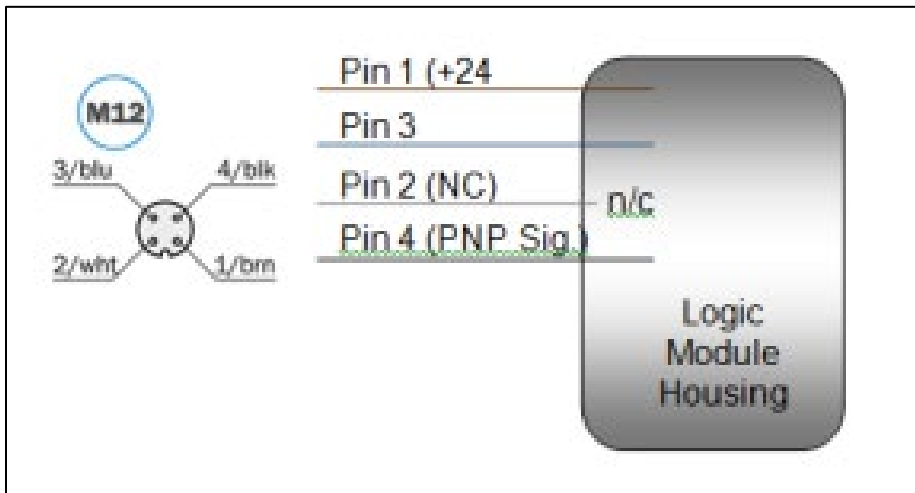 M12
3/blu
4/blk
2/wht
1/brn
Pin 1 (+24
Pin 3
Pin 2 (NC)
n/c
Pin 4 (PNP Sig.)
Logic
Module
Housing